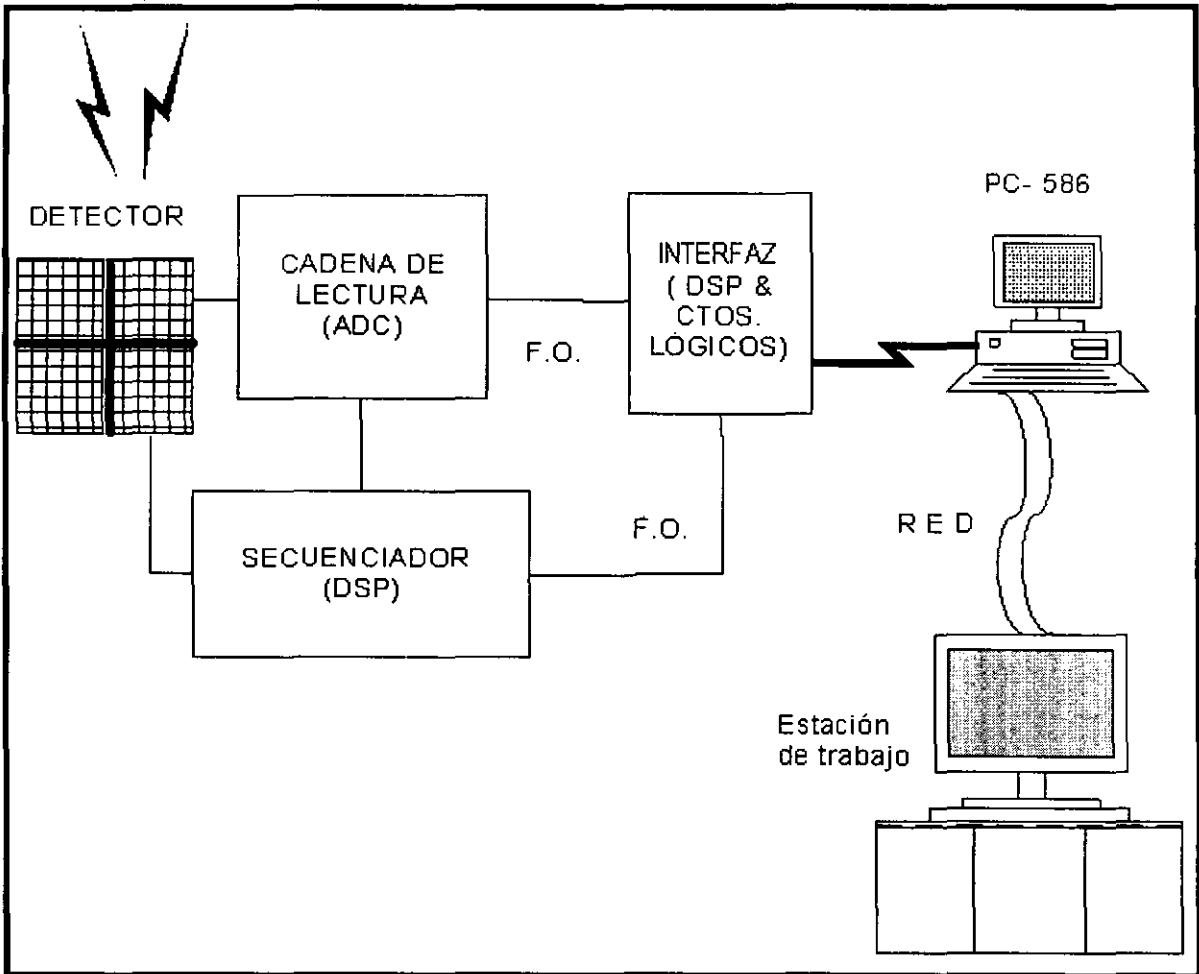 DETECTOR
CADENA DE
LECTURA
(ADC)
F.O.
INTERFAZ
( DSP &
CTOS.
LÓGICOS)
PC- 586
SECUENCIADOR
(DSP)
F.O.
R E D
Estación
de trabajo